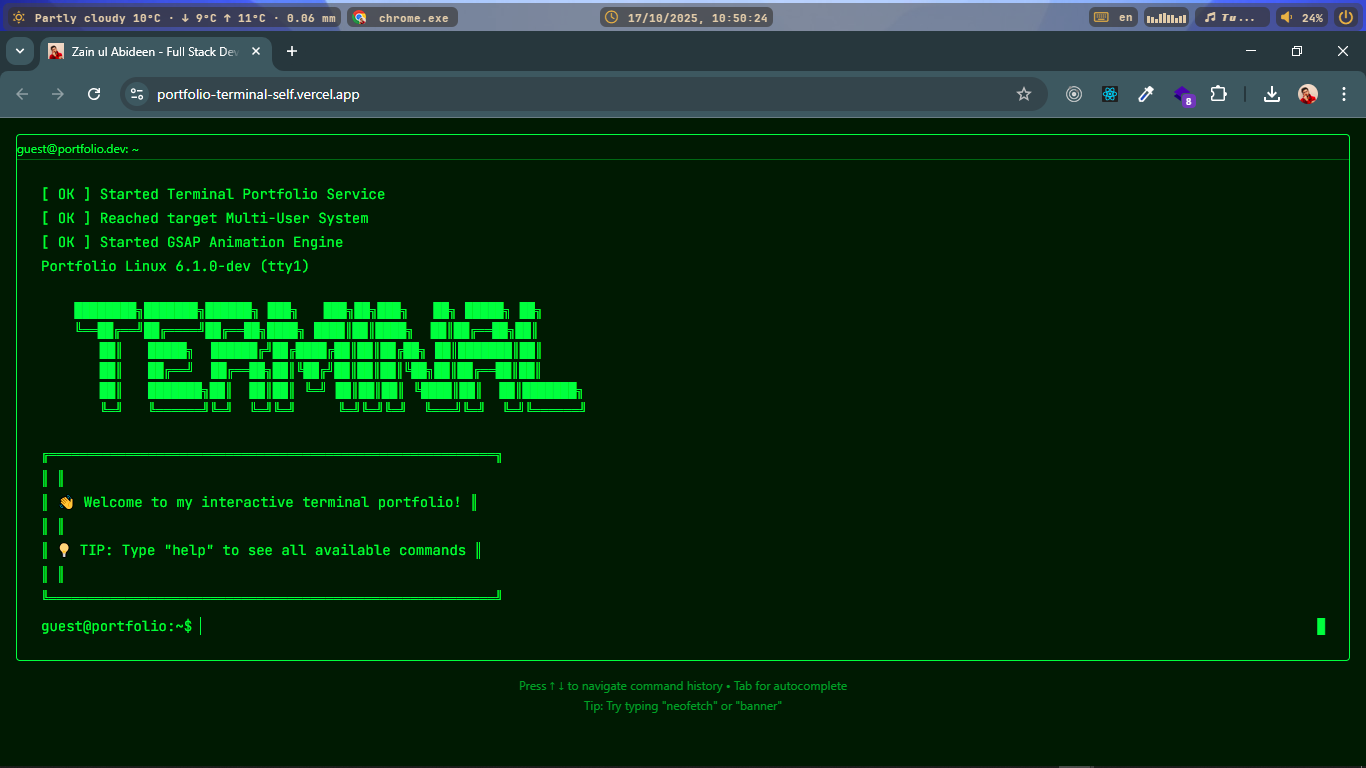 Partly cloudy 10°C · ↓ 9°C ↑ 11°C · 0.06 mm
chrome.exe
17/10/2025, 10:50:24
en
Tu...
24%
Zain ul Abideen - Full Stack Dev
portfolio-terminal-self.vercel.app
8
guest@portfolio.dev: ~
[ OK ] Started Terminal Portfolio Service
[ OK ] Reached target Multi-User System
[ OK ] Started GSAP Animation Engine
Portfolio Linux 6.1.0-dev (tty1)
TERMINAL
👋 Welcome to my interactive terminal portfolio!
💡 TIP: Type "help" to see all available commands
guest@portfolio:~$
Press ↑ ↓ to navigate command history • Tab for autocomplete
Tip: Try typing "neofetch" or "banner"